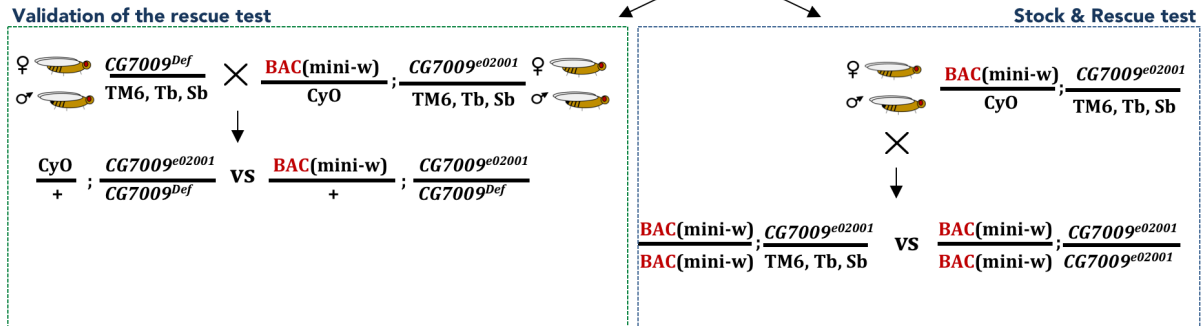 Validation of the rescue test
Stock & Rescue test
♀ CG7009^Def × BAC(mini-w) ; CG7009^e02001 ♀
♂ TM6, Tb, Sb CyO TM6, Tb, Sb ♂
CyO ; CG7009^e02001 vs BAC(mini-w) ; CG7009^e02001
+ CG7009^Def + CG7009^Def
♀ BAC(mini-w) ; CG7009^e02001
♂ CyO TM6, Tb, Sb
×
BAC(mini-w) ; CG7009^e02001 vs BAC(mini-w) ; CG7009^e02001
BAC(mini-w) TM6, Tb, Sb BAC(mini-w) CG7009^e02001